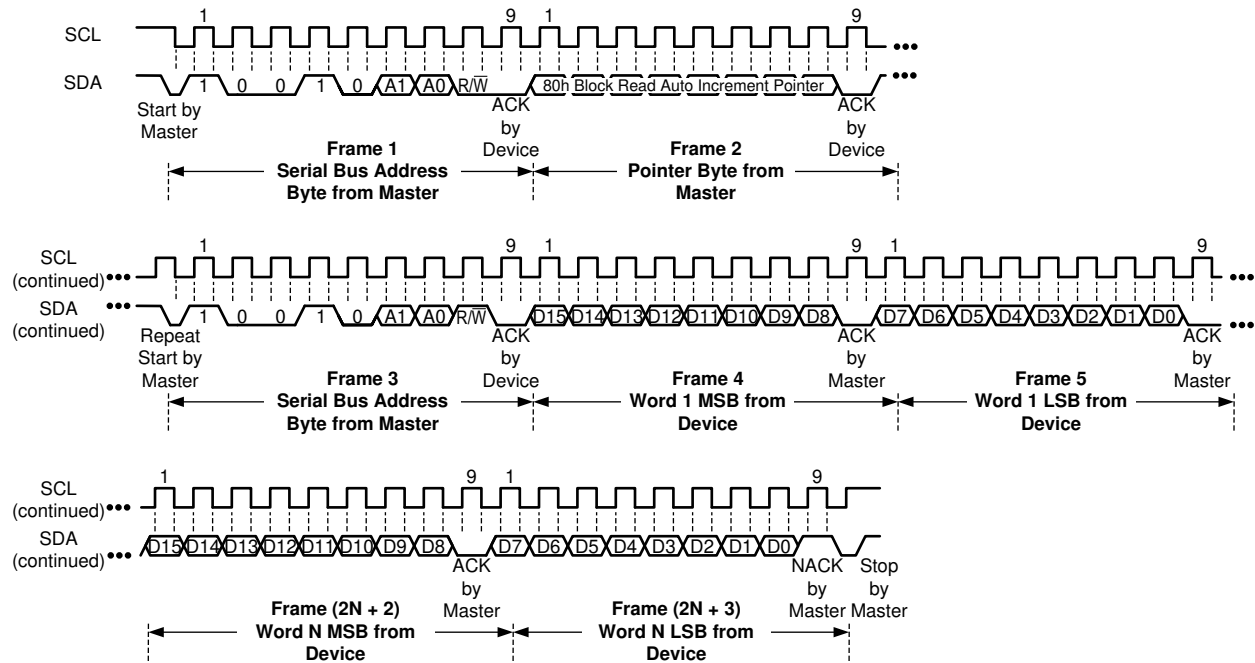 1 9 1 9
SCL
SDA
1 0 0 1 0 A1 A0 R/W̅ 80h Block Read Auto Increment Pointer
Start by
Master
ACK
by
Device
ACK
by
Device
Frame 1
Serial Bus Address
Byte from Master
Frame 2
Pointer Byte from
Master
1 9 1 9 1 9
SCL
(continued)
SDA
(continued)
1 0 0 1 0 A1 A0 R/W̅ D15 D14 D13 D12 D11 D10 D9 D8 D7 D6 D5 D4 D3 D2 D1 D0
Repeat
Start by
Master
ACK
by
Device
ACK
by
Master
ACK
by
Master
Frame 3
Serial Bus Address
Byte from Master
Frame 4
Word 1 MSB from
Device
Frame 5
Word 1 LSB from
Device
1 9 1 9
SCL
(continued)
SDA
(continued)
D15 D14 D13 D12 D11 D10 D9 D8 D7 D6 D5 D4 D3 D2 D1 D0
ACK
by
Master
NACK
by
Master
Stop
by
Master
Frame (2N + 2)
Word N MSB from
Device
Frame (2N + 3)
Word N LSB from
Device